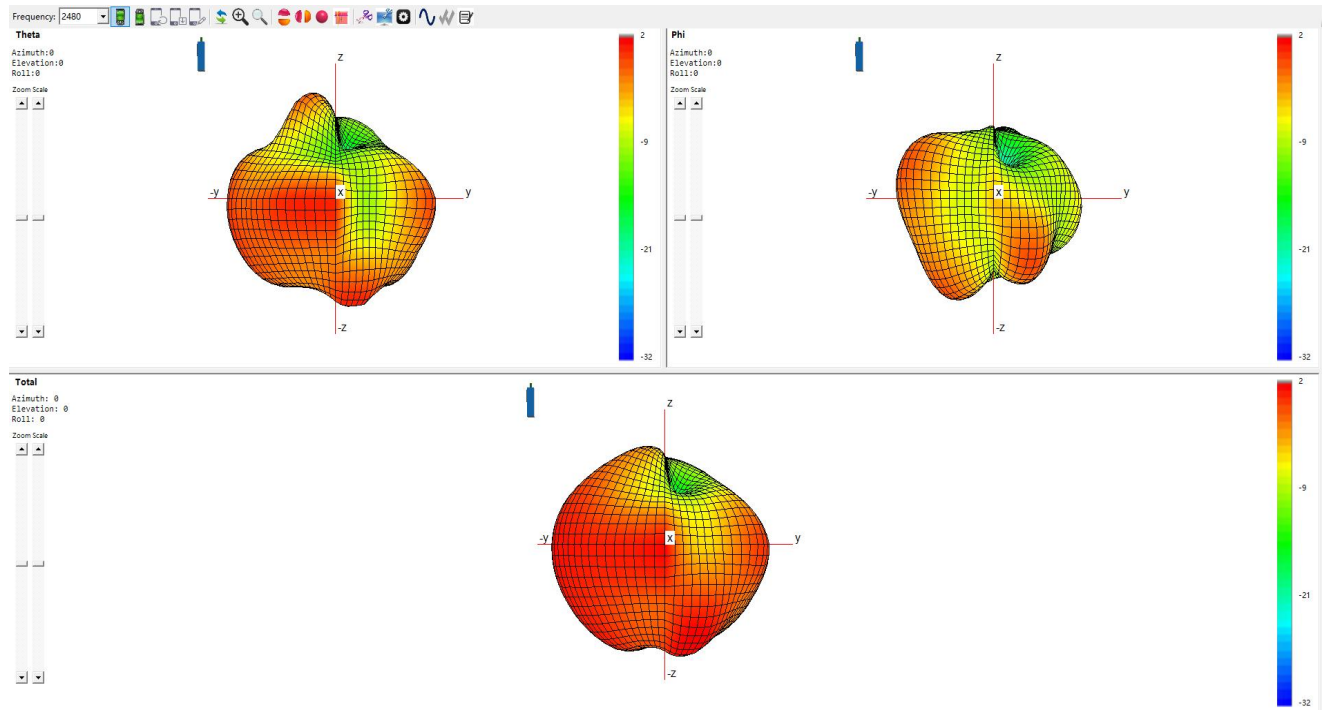 Frequency: 2480
Theta
Azimuth:0
Elevation:0
Roll:0
Zoom Scale
z
-y
x
y
-z
2
-9
-21
-32
Phi
Azimuth:0
Elevation:0
Roll:0
Zoom Scale
z
-y
x
y
-z
2
-9
-21
-32
Total
Azimuth: 0
Elevation: 0
Roll: 0
Zoom Scale
z
-y
x
y
-z
2
-9
-21
-32